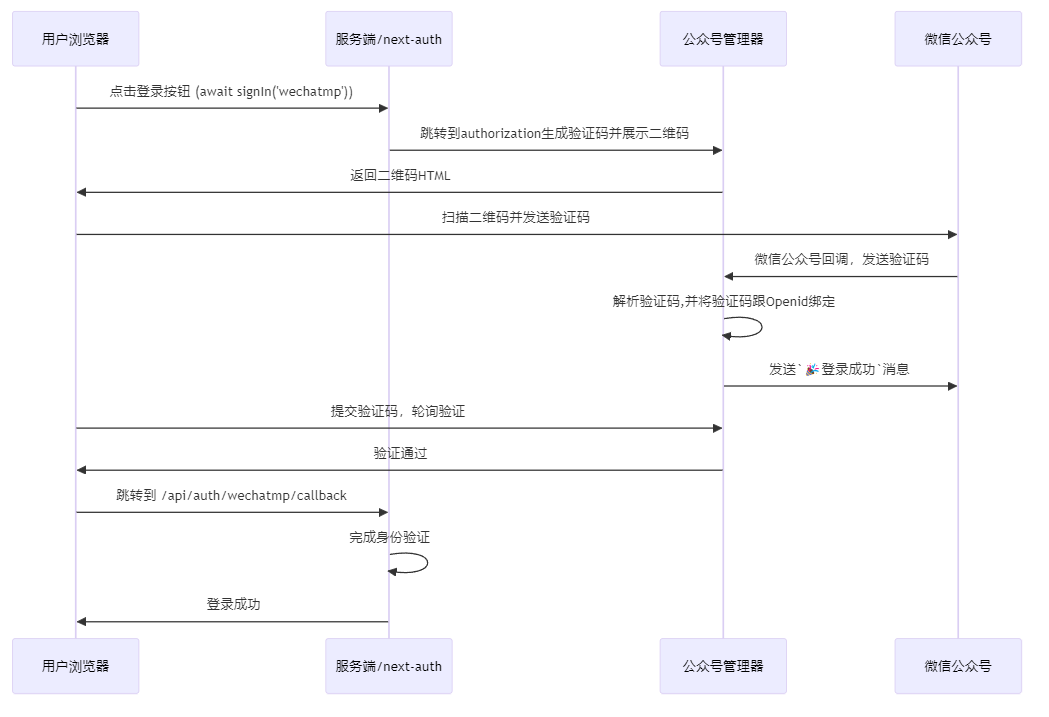 用户浏览器
服务端/next-auth
公众号管理器
微信公众号
点击登录按钮 (await signIn('wechatmp'))
跳转到authorization生成验证码并展示二维码
返回二维码HTML
扫描二维码并发送验证码
微信公众号回调，发送验证码
解析验证码,并将验证码跟Openid绑定
发送`🎉登录成功`消息
提交验证码，轮询验证
验证通过
跳转到 /api/auth/wechatmp/callback
完成身份验证
登录成功
用户浏览器
服务端/next-auth
公众号管理器
微信公众号